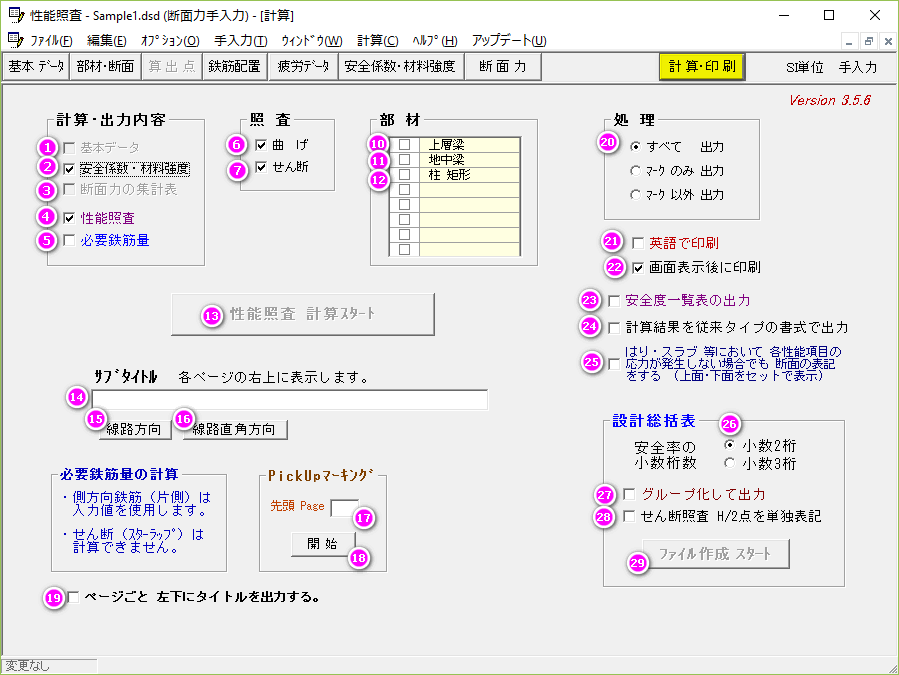 性能照査 - Sample1.dsd (断面力手入力) - [計算]
ﾌｧｲﾙ(F) 編集(E) ｵﾌﾟｼｮﾝ(O) 手入力(T) ｳｨﾝﾄﾞｳ(W) 計算(C) ﾍﾙﾌﾟ(H) アップデート(U)
基本 ﾃﾞｰﾀ 部材・断面 算 出 点 鉄筋配置 疲労ﾃﾞｰﾀ 安全係数・材料強度 断 面 力 計 算・印 刷 SI単位 手入力
Version 3.5.6
計算・出力内容
1 基本データ
2 安全係数・材料強度
3 断面力の集計表
4 性能照査
5 必要鉄筋量
照 査
6 曲 げ
7 せん断
部 材
10 上層梁
11 地中梁
12 柱 矩形
処 理
20 すべて 出力
ﾏｰｸ のみ 出力
ﾏｰｸ 以外 出力
21 英語で印刷
22 画面表示後に印刷
23 安全度一覧表の出力
24 計算結果を従来タイプの書式で出力
25 はり・スラブ 等において 各性能項目の
応力が発生しない場合でも 断面の表記
をする （上面・下面をセットで表示）
13 性能照査 計算ｽﾀｰﾄ
ｻﾌﾞﾀｲﾄﾙ 各ページの右上に表示します。
14
15 線路方向 16 線路直角方向
必要鉄筋量の計算
・側方向鉄筋（片側）は
入力値を使用します。
・せん断（ｽﾀｰﾗｯﾌﾟ）は
計算できません。
PickUpマーキング
先頭 Page
17
開 始
18
19 ページごと 左下にタイトルを出力する。
設計総括表 26
安全率の
小数桁数
小数2桁
小数3桁
27 グループ化して出力
28 せん断照査 H/2点を単独表記
29 ファイル作成 スタート
変更なし